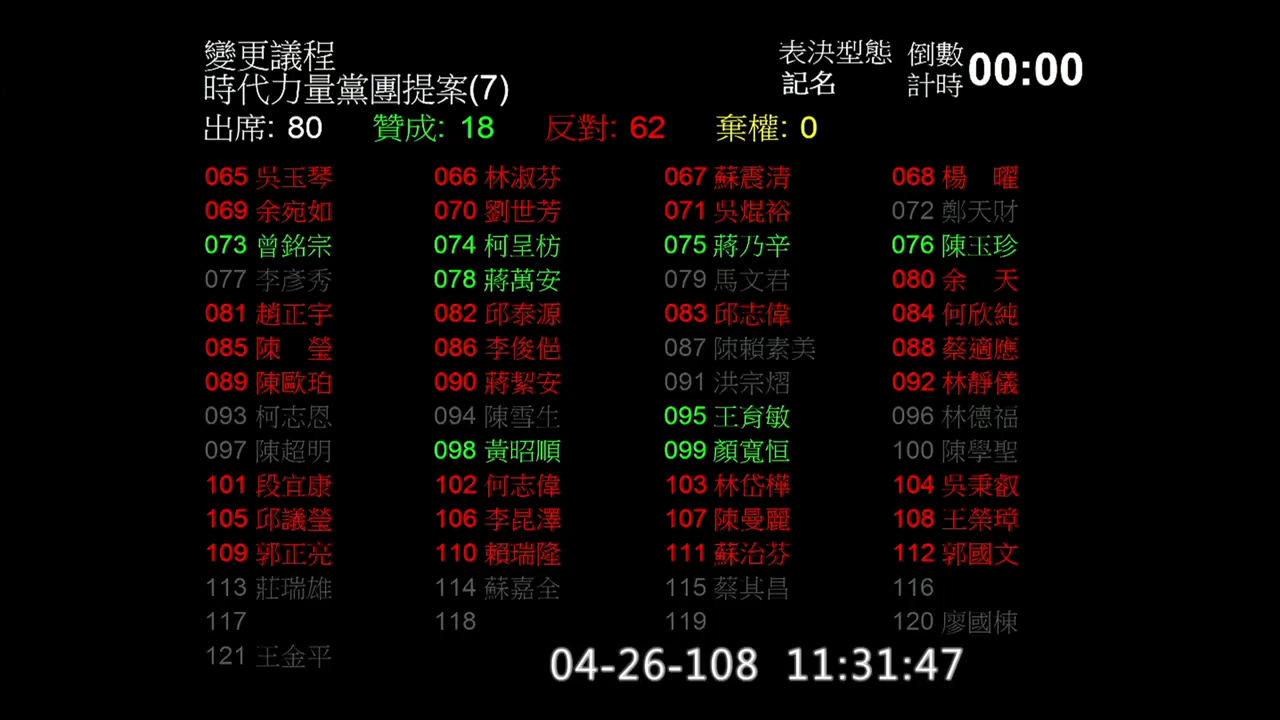 變更議程 表決型態 倒數 00:00
時代力量黨團提案(7) 記名 計時
出席: 80 贊成: 18 反對: 62 棄權: 0
065 吳玉琴 066 林淑芬 067 蘇震清 068 楊 曜
069 余宛如 070 劉世芳 071 吳焜裕 072 鄭天財
073 曾銘宗 074 柯呈枋 075 蔣乃辛 076 陳玉珍
077 李彥秀 078 蔣萬安 079 馬文君 080 余 天
081 趙正宇 082 邱泰源 083 邱志偉 084 何欣純
085 陳 瑩 086 李俊俋 087 陳賴素美 088 蔡適應
089 陳歐珀 090 蔣絜安 091 洪宗熠 092 林靜儀
093 柯志恩 094 陳雪生 095 王育敏 096 林德福
097 陳超明 098 黃昭順 099 顏寬恒 100 陳學聖
101 段宜康 102 何志偉 103 林岱樺 104 吳秉叡
105 邱議瑩 106 李昆澤 107 陳曼麗 108 王榮璋
109 郭正亮 110 賴瑞隆 111 蘇治芬 112 郭國文
113 莊瑞雄 114 蘇嘉全 115 蔡其昌 116
117 118 119 120 廖國棟
121 王金平 04-26-108 11:31:47